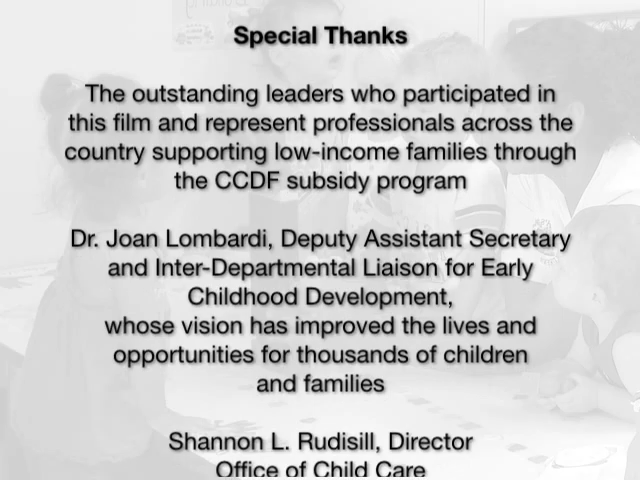 Special Thanks
The outstanding leaders who participated in
this film and represent professionals across the
country supporting low-income families through
the CCDF subsidy program
Dr. Joan Lombardi, Deputy Assistant Secretary
and Inter-Departmental Liaison for Early
Childhood Development,
whose vision has improved the lives and
opportunities for thousands of children
and families
Shannon L. Rudisill, Director
Office of Child Care